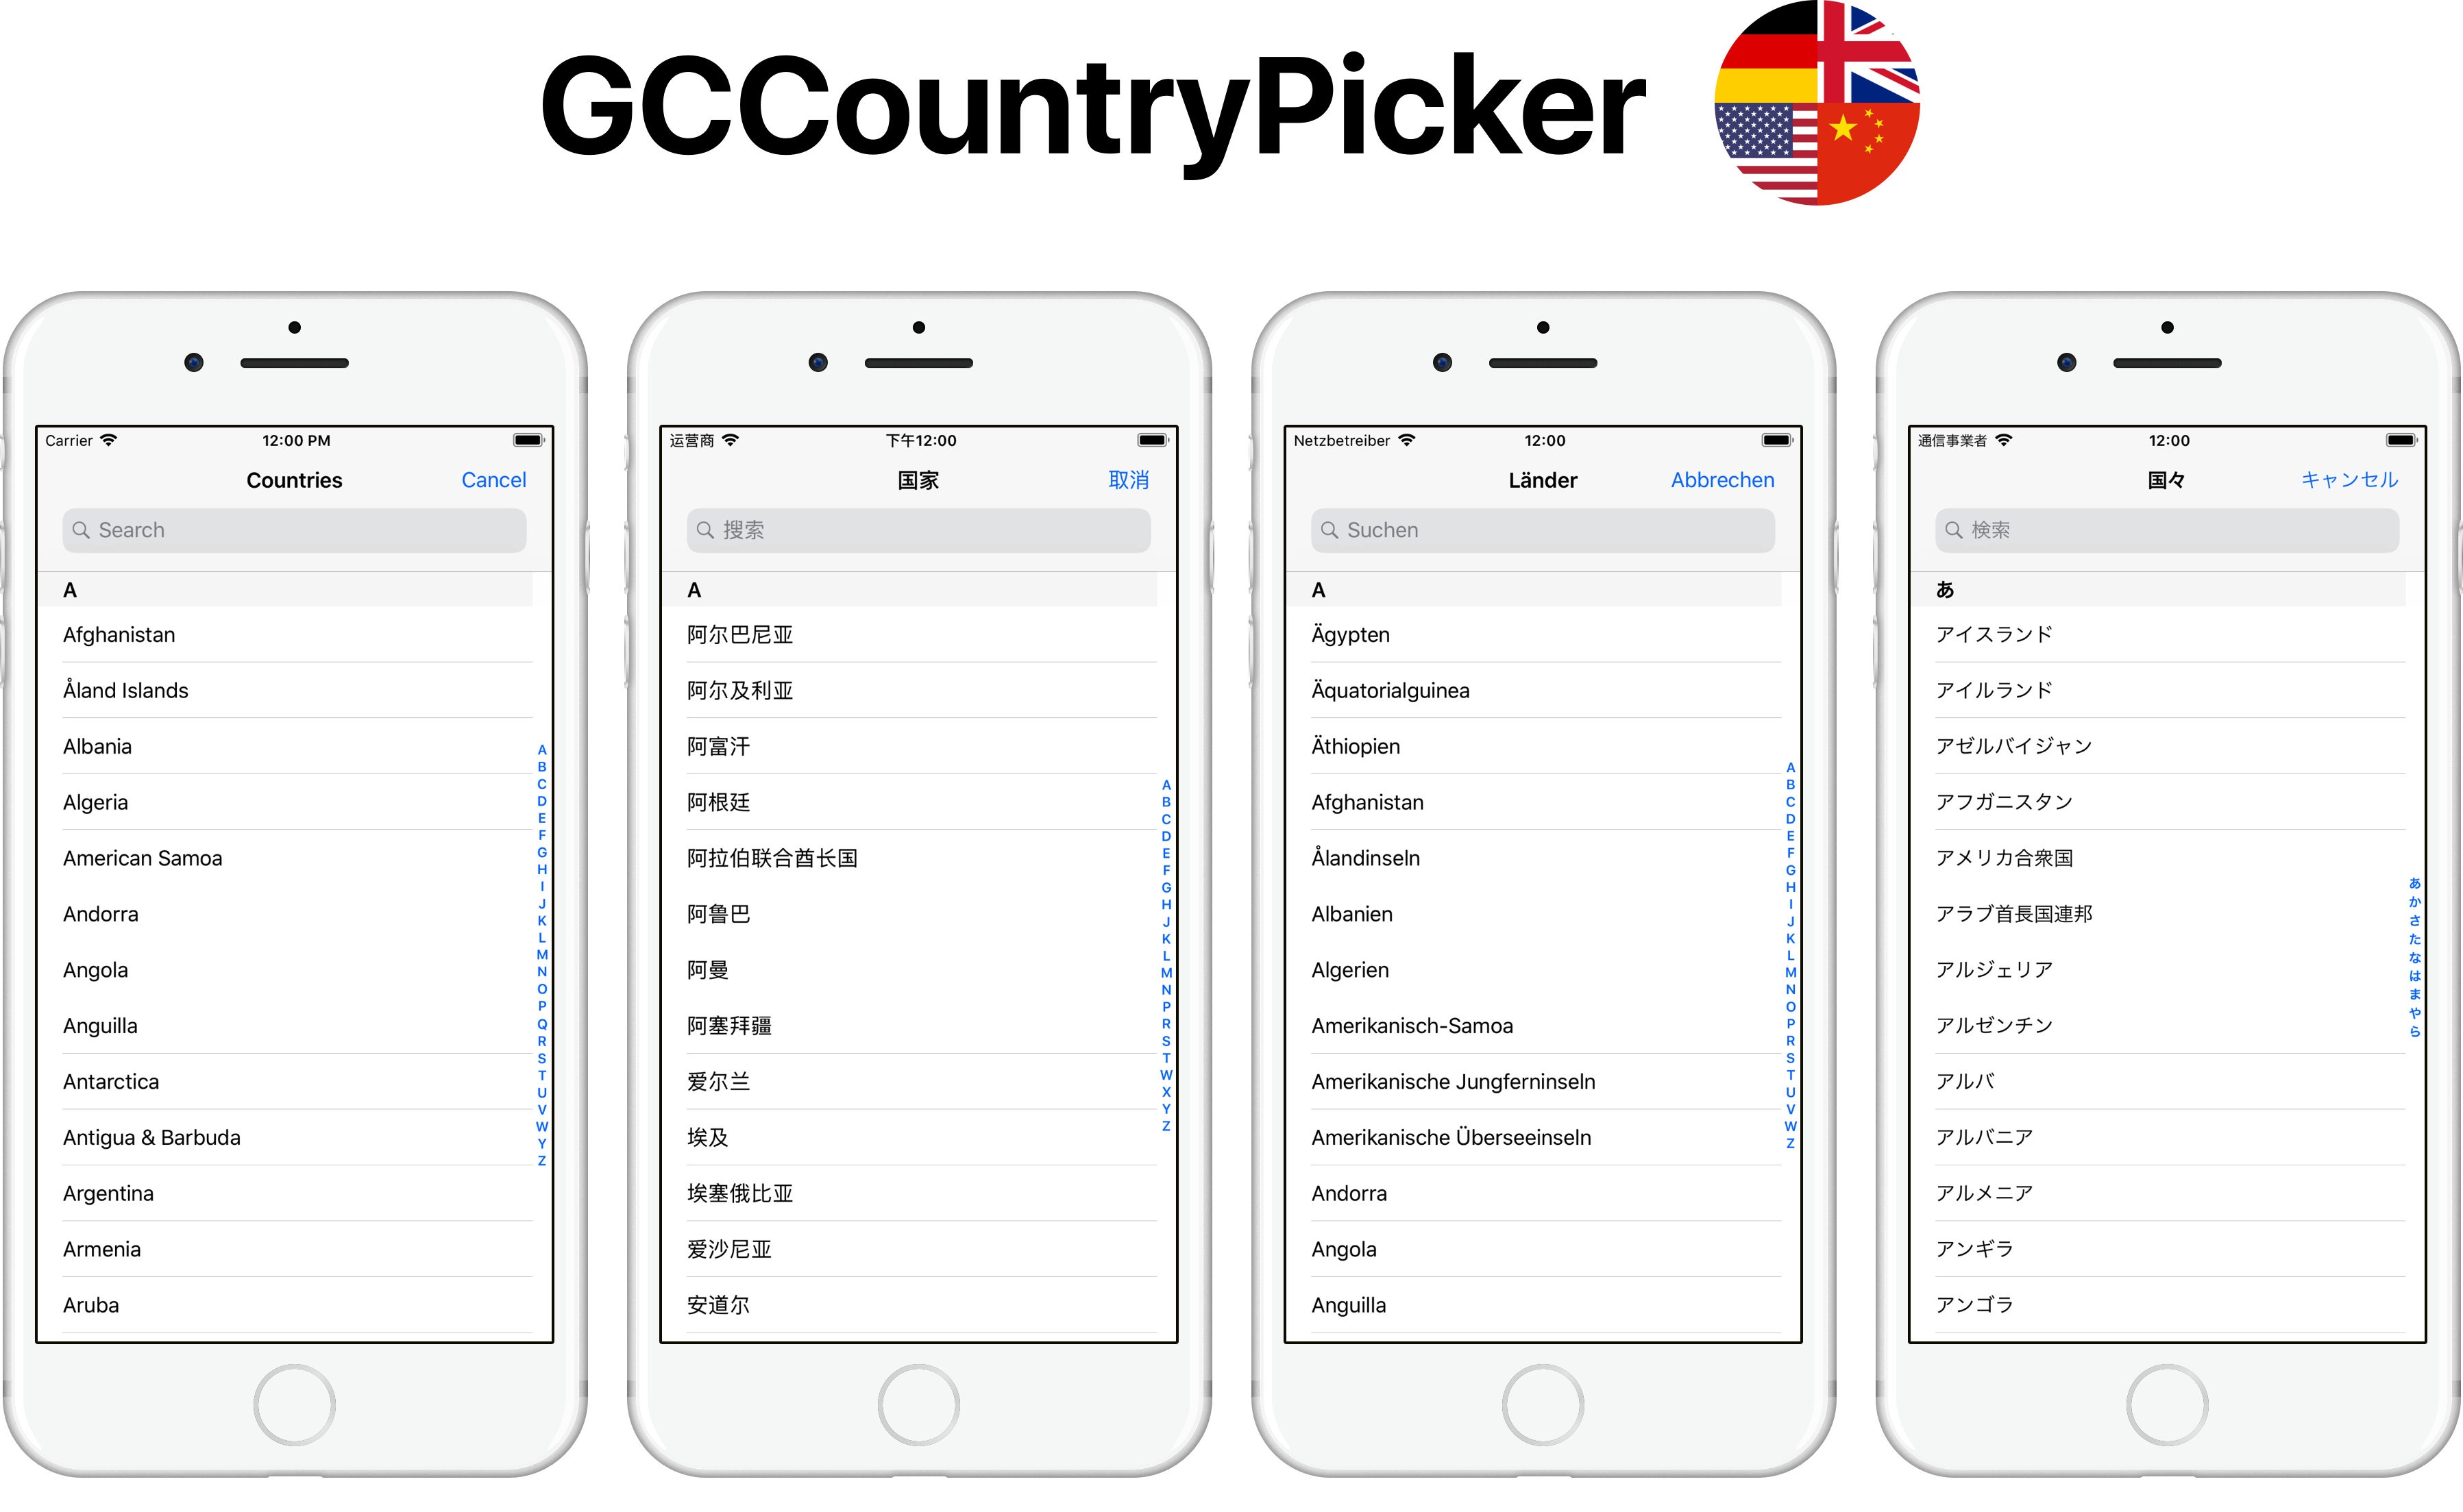 GCCountryPicker
Carrier 12:00 PM
Countries Cancel
Search
A
Afghanistan
Åland Islands
Albania
Algeria
American Samoa
Andorra
Angola
Anguilla
Antarctica
Antigua & Barbuda
Argentina
Armenia
Aruba
A
B
C
D
E
F
G
H
I
J
K
L
M
N
O
P
Q
R
S
T
U
V
W
Y
Z
运营商 下午12:00
国家 取消
搜索
A
阿尔巴尼亚
阿尔及利亚
阿富汗
阿根廷
阿拉伯联合酋长国
阿鲁巴
阿曼
阿塞拜疆
爱尔兰
埃及
埃塞俄比亚
爱沙尼亚
安道尔
A
B
C
D
E
F
G
H
J
K
L
M
N
P
R
S
T
W
X
Y
Z
Netzbetreiber 12:00
Länder Abbrechen
Suchen
A
Ägypten
Äquatorialguinea
Äthiopien
Afghanistan
Ålandinseln
Albanien
Algerien
Amerikanisch-Samoa
Amerikanische Jungferninseln
Amerikanische Überseeinseln
Andorra
Angola
Anguilla
A
B
C
D
E
F
G
H
I
J
K
L
M
N
O
P
R
S
T
U
V
W
Z
通信事業者 12:00
国々 キャンセル
検索
あ
アイスランド
アイルランド
アゼルバイジャン
アフガニスタン
アメリカ合衆国
アラブ首長国連邦
アルジェリア
アルゼンチン
アルバ
アルバニア
アルメニア
アンギラ
アンゴラ
あ
か
さ
た
な
は
ま
や
ら